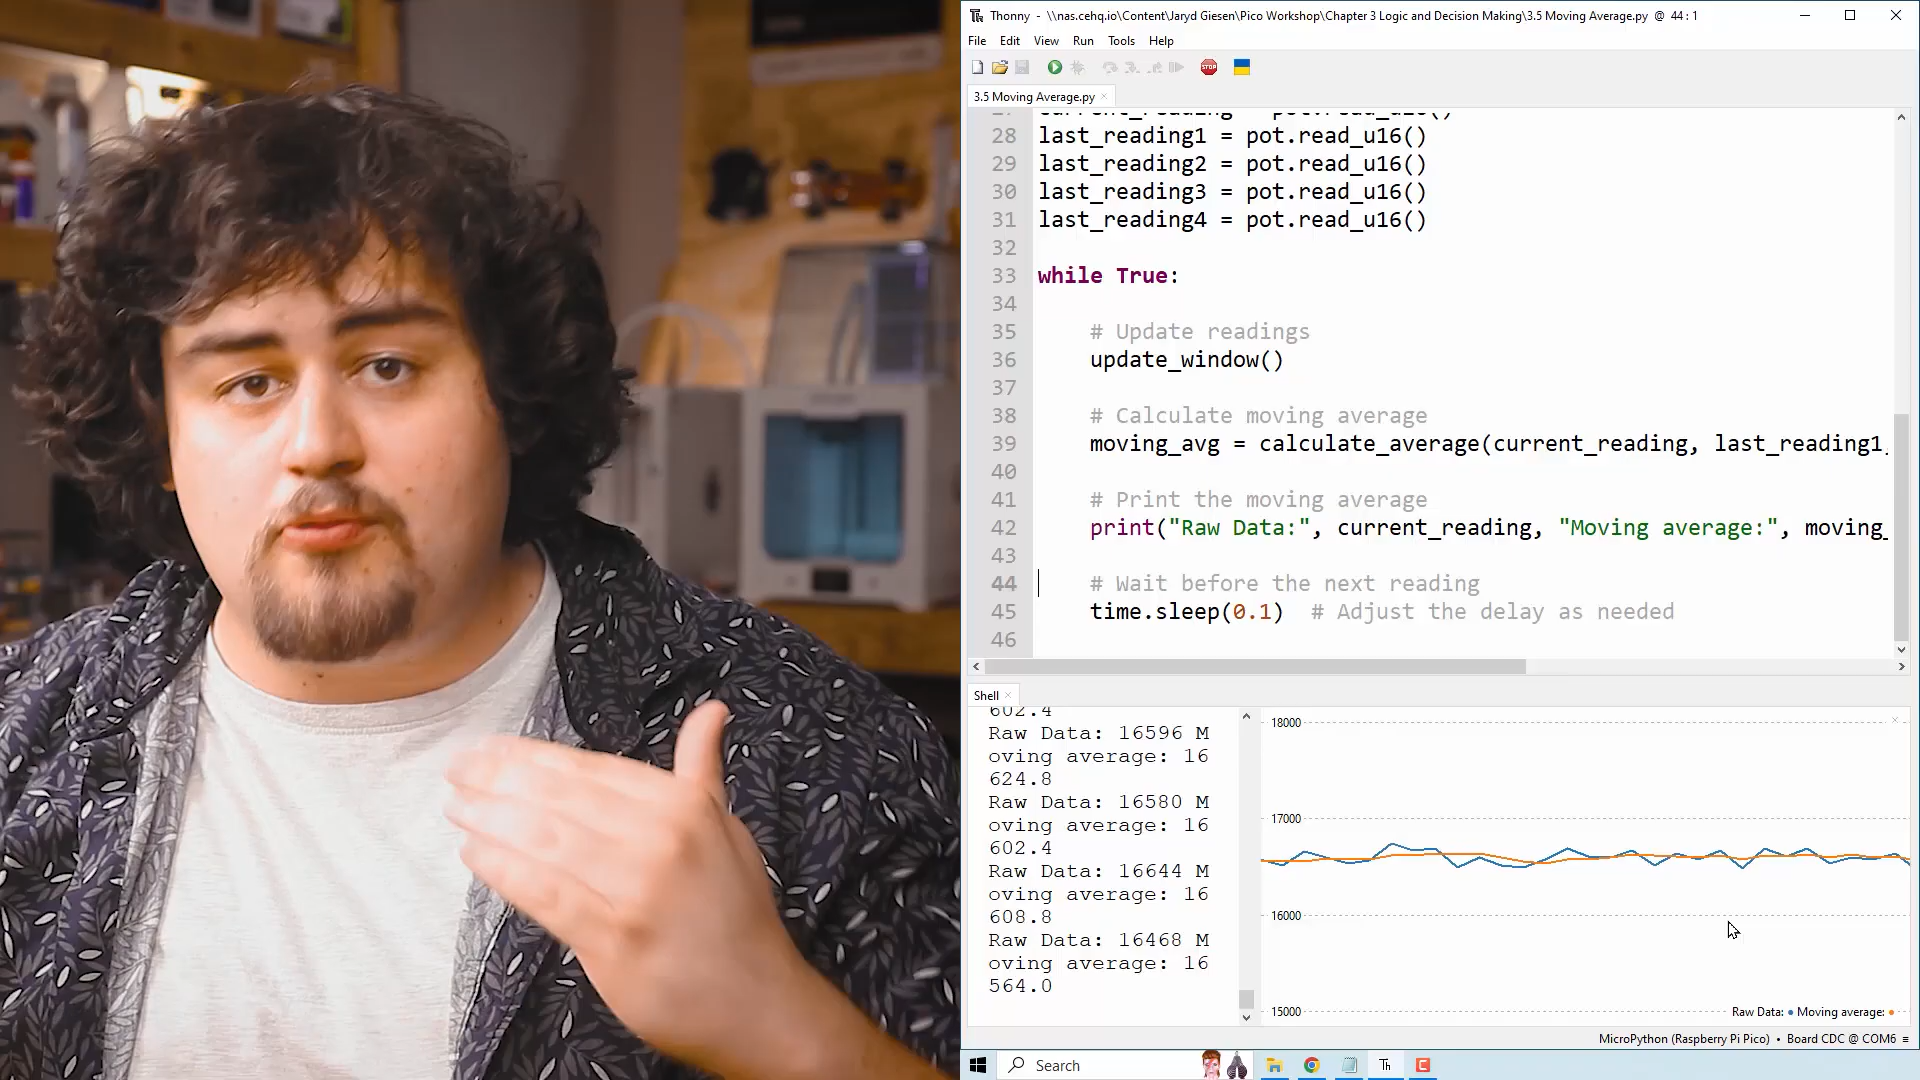 Thonny - \\nas.cehq.io\Content\Jaryd Giesen\Pico Workshop\Chapter 3 Logic and Decision Making\3.5 Moving Average.py @ 44 : 1
File Edit View Run Tools Help
STOP
3.5 Moving Average.py
27 current_reading = pot.read_u16()
28 last_reading1 = pot.read_u16()
29 last_reading2 = pot.read_u16()
30 last_reading3 = pot.read_u16()
31 last_reading4 = pot.read_u16()
32
33 while True:
34
35 # Update readings
36 update_window()
37
38 # Calculate moving average
39 moving_avg = calculate_average(current_reading, last_reading1,
40
41 # Print the moving average
42 print("Raw Data:", current_reading, "Moving average:", moving_
43
44 # Wait before the next reading
45 time.sleep(0.1) # Adjust the delay as needed
46
Shell
602.4
Raw Data: 16596 M
oving average: 16
624.8
Raw Data: 16580 M
oving average: 16
602.4
Raw Data: 16644 M
oving average: 16
608.8
Raw Data: 16468 M
oving average: 16
564.0
18000
17000
16000
15000
Raw Data: Moving average:
MicroPython (Raspberry Pi Pico) • Board CDC @ COM6
Search
Th